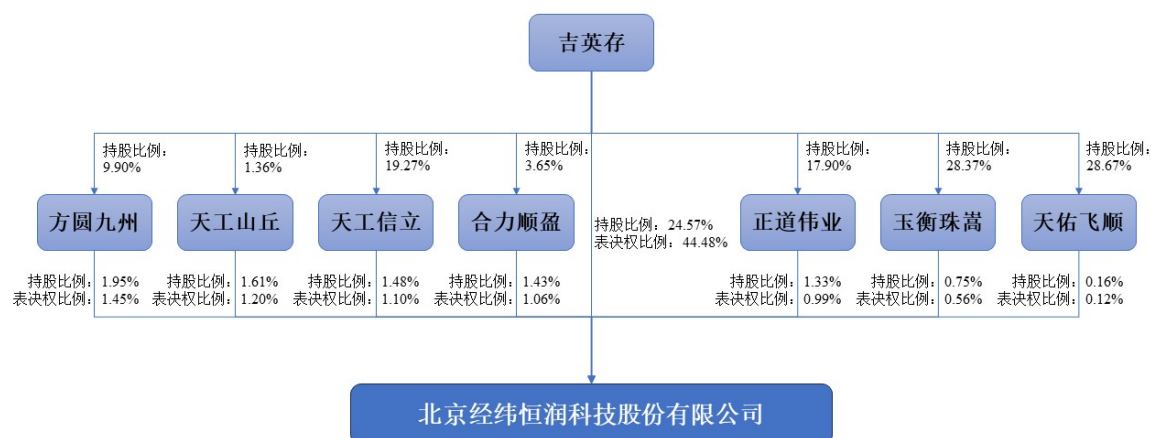 吉英存
持股比例：
9.90%
持股比例：
1.36%
持股比例：
19.27%
持股比例：
3.65%
持股比例：
17.90%
持股比例：
28.37%
持股比例：
28.67%
方圆九州
天工山丘
天工信立
合力顺盈
正道伟业
玉衡珠嵩
天佑飞顺
持股比例：24.57%
表决权比例：44.48%
持股比例：1.95%
表决权比例：1.45%
持股比例：1.61%
表决权比例：1.20%
持股比例：1.48%
表决权比例：1.10%
持股比例：1.43%
表决权比例：1.06%
持股比例：1.33%
表决权比例：0.99%
持股比例：0.75%
表决权比例：0.56%
持股比例：0.16%
表决权比例：0.12%
北京经纬恒润科技股份有限公司